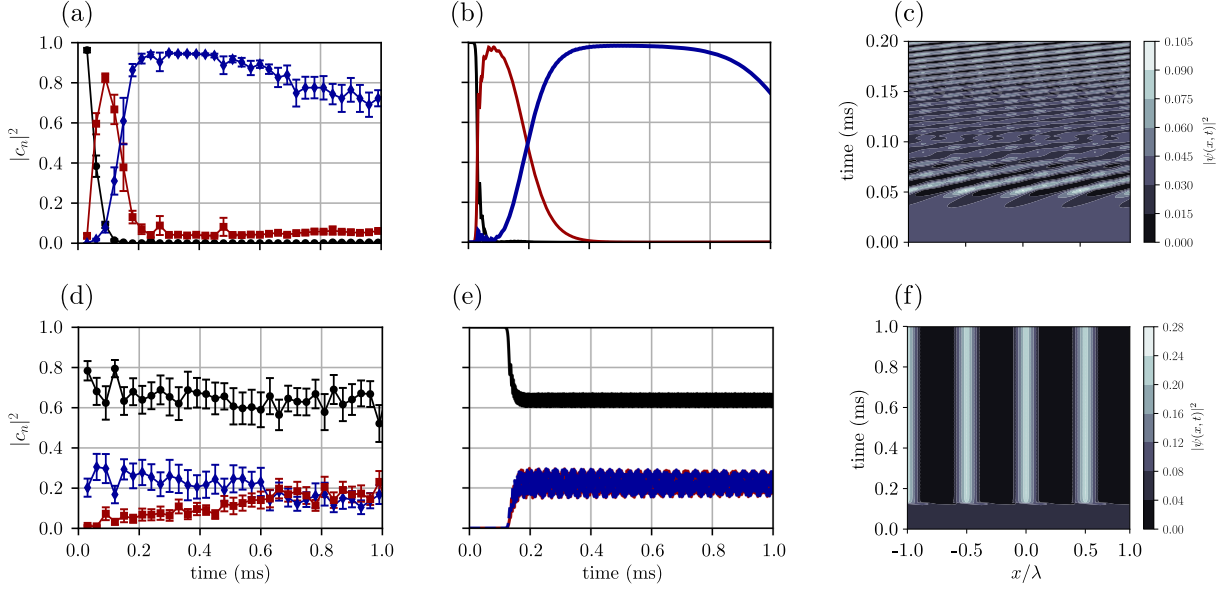 (a)
(b)
(c)
1.0
0.8
0.6
0.4
0.2
0.0
|c_n|^2
0.0 0.2 0.4 0.6 0.8 1.0
time (ms)
0.20
0.15
0.10
0.05
0.00
time (ms)
0.105
0.090
0.075
0.060
0.045
0.030
0.015
0.000
|ψ(x, t)|^2
(d)
(e)
(f)
1.0
0.8
0.6
0.4
0.2
0.0
|c_n|^2
0.0 0.2 0.4 0.6 0.8 1.0
time (ms)
1.0
0.8
0.6
0.4
0.2
0.0
time (ms)
-1.0 -0.5 0.0 0.5 1.0
x/λ
0.28
0.24
0.20
0.16
0.12
0.08
0.04
0.00
|ψ(x, t)|^2